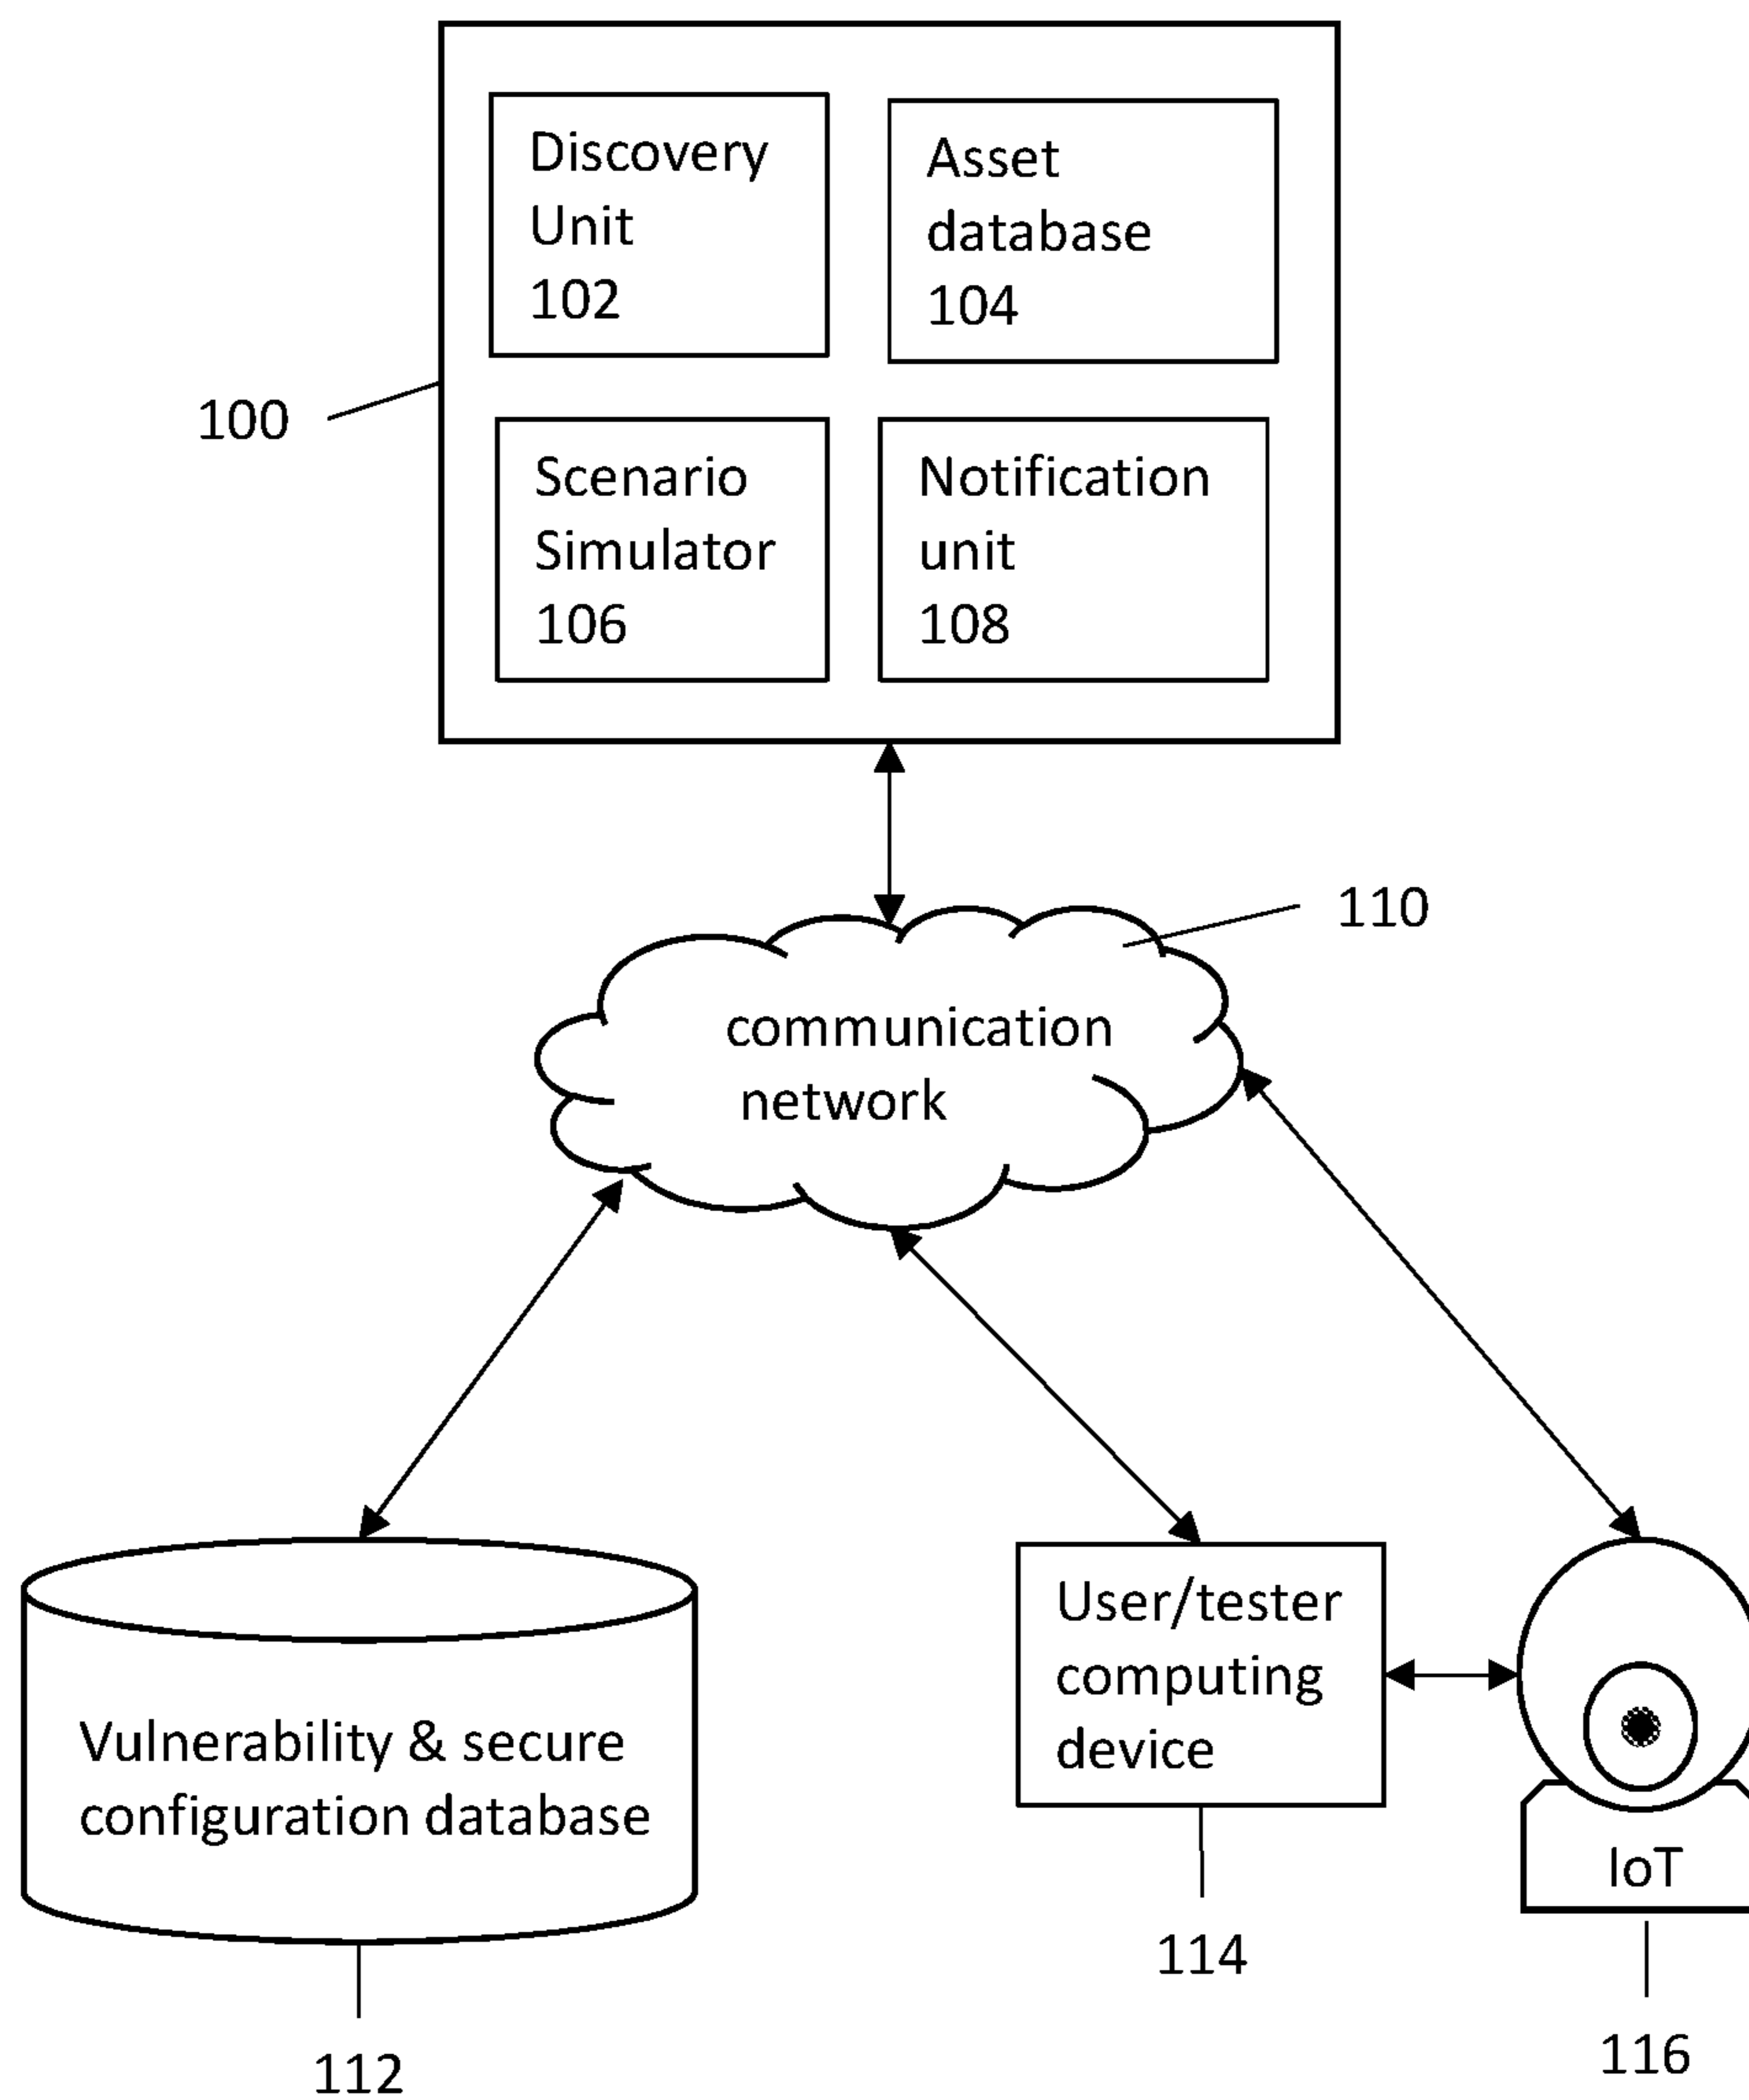 Discovery
Unit
102
Asset
database
104
100
Scenario
Simulator
106
Notification
unit
108
110
communication
network
User/tester
computing
device
Vulnerability & secure
configuration database
IoT
114
116
112